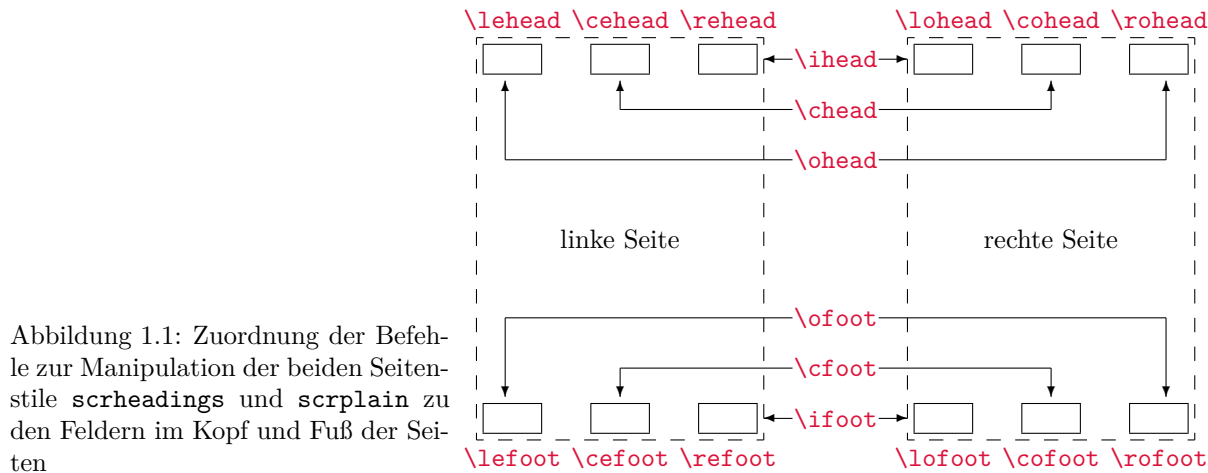 \lehead \cehead \rehead \lohead \cohead \rohead
\ihead
\chead
\ohead
linke Seite rechte Seite
\ofoot
\cfoot
\ifoot
\lefoot \cefoot \refoot \lofoot \cofoot \rofoot
Abbildung 1.1: Zuordnung der Befeh-
le zur Manipulation der beiden Seiten-
stile scrheadings und scrplain zu
den Feldern im Kopf und Fuß der Sei-
ten